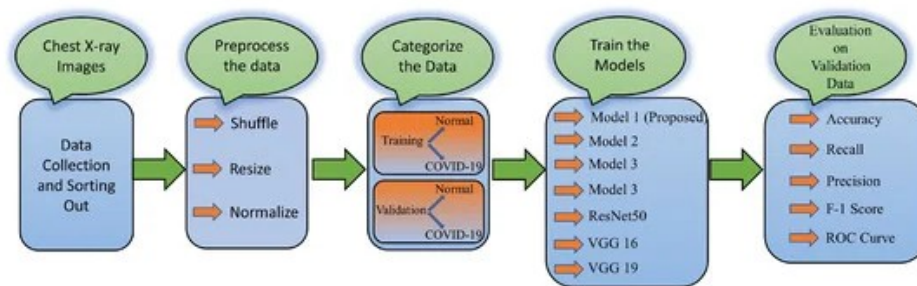 Chest X-ray
Images
Data
Collection
and Sorting
Out
Preprocess
the data
Shuffle
Resize
Normalize
Categorize
the Data
Normal
Training
COVID-19
Normal
Validation
COVID-19
Train the
Models
Model 1 (Proposed)
Model 2
Model 3
Model 3
ResNet50
VGG 16
VGG 19
Evaluation
on
Validation
Data
Accuracy
Recall
Precision
F-1 Score
ROC Curve